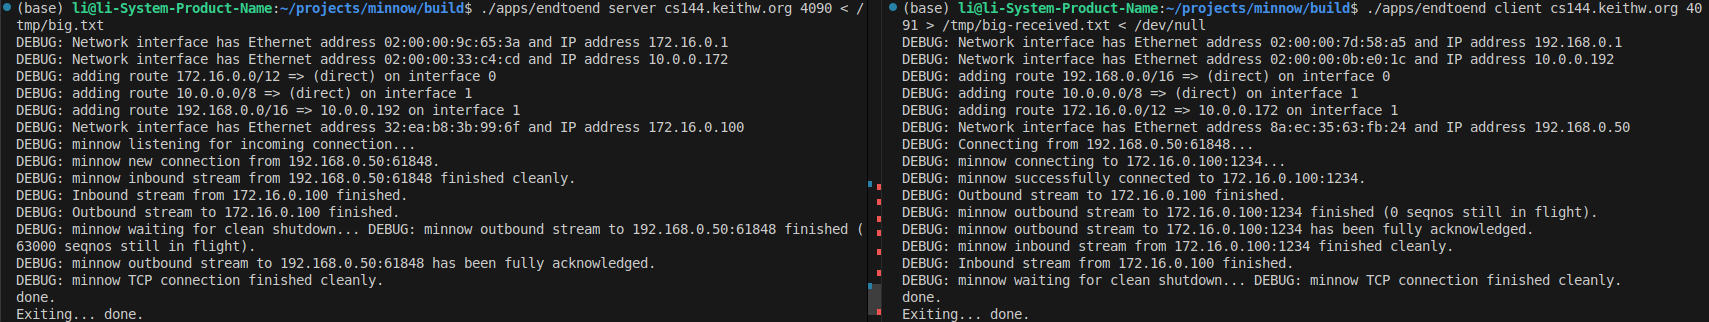 (base) li@li-System-Product-Name:~/projects/minnow/build$ ./apps/endtoend server cs144.keithw.org 4090 < /
tmp/big.txt
DEBUG: Network interface has Ethernet address 02:00:00:9c:65:3a and IP address 172.16.0.1
DEBUG: Network interface has Ethernet address 02:00:00:33:c4:cd and IP address 10.0.0.172
DEBUG: adding route 172.16.0.0/12 => (direct) on interface 0
DEBUG: adding route 10.0.0.0/8 => (direct) on interface 1
DEBUG: adding route 192.168.0.0/16 => 10.0.0.192 on interface 1
DEBUG: Network interface has Ethernet address 32:ea:b8:3b:99:6f and IP address 172.16.0.100
DEBUG: minnow listening for incoming connection...
DEBUG: minnow new connection from 192.168.0.50:61848.
DEBUG: minnow inbound stream from 192.168.0.50:61848 finished cleanly.
DEBUG: Inbound stream from 172.16.0.100 finished.
DEBUG: Outbound stream to 172.16.0.100 finished.
DEBUG: minnow waiting for clean shutdown... DEBUG: minnow outbound stream to 192.168.0.50:61848 finished (
63000 seqnos still in flight).
DEBUG: minnow outbound stream to 192.168.0.50:61848 has been fully acknowledged.
DEBUG: minnow TCP connection finished cleanly.
done.
Exiting... done.
(base) li@li-System-Product-Name:~/projects/minnow/build$ ./apps/endtoend client cs144.keithw.org 40
91 > /tmp/big-received.txt < /dev/null
DEBUG: Network interface has Ethernet address 02:00:00:7d:58:a5 and IP address 192.168.0.1
DEBUG: Network interface has Ethernet address 02:00:00:0b:e0:1c and IP address 10.0.0.192
DEBUG: adding route 192.168.0.0/16 => (direct) on interface 0
DEBUG: adding route 10.0.0.0/8 => (direct) on interface 1
DEBUG: adding route 172.16.0.0/12 => 10.0.0.172 on interface 1
DEBUG: Network interface has Ethernet address 8a:ec:35:63:fb:24 and IP address 192.168.0.50
DEBUG: Connecting from 192.168.0.50:61848...
DEBUG: minnow connecting to 172.16.0.100:1234...
DEBUG: minnow successfully connected to 172.16.0.100:1234.
DEBUG: Outbound stream to 172.16.0.100 finished.
DEBUG: minnow outbound stream to 172.16.0.100:1234 finished (0 seqnos still in flight).
DEBUG: minnow outbound stream to 172.16.0.100:1234 has been fully acknowledged.
DEBUG: minnow inbound stream from 172.16.0.100:1234 finished cleanly.
DEBUG: Inbound stream from 172.16.0.100 finished.
DEBUG: minnow waiting for clean shutdown... DEBUG: minnow TCP connection finished cleanly.
done.
Exiting... done.